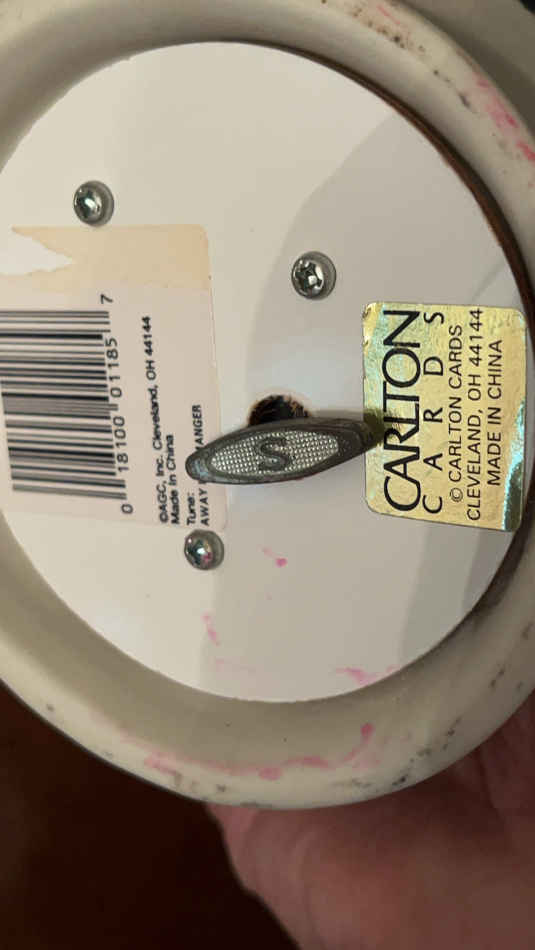 0 18100 01185 7
©AGC, Inc. Cleveland, OH 44144
Made In China
Tune:
AWAY
S
CARLTON
CARDS
© CARLTON CARDS
CLEVELAND, OH 44144
MADE IN CHINA